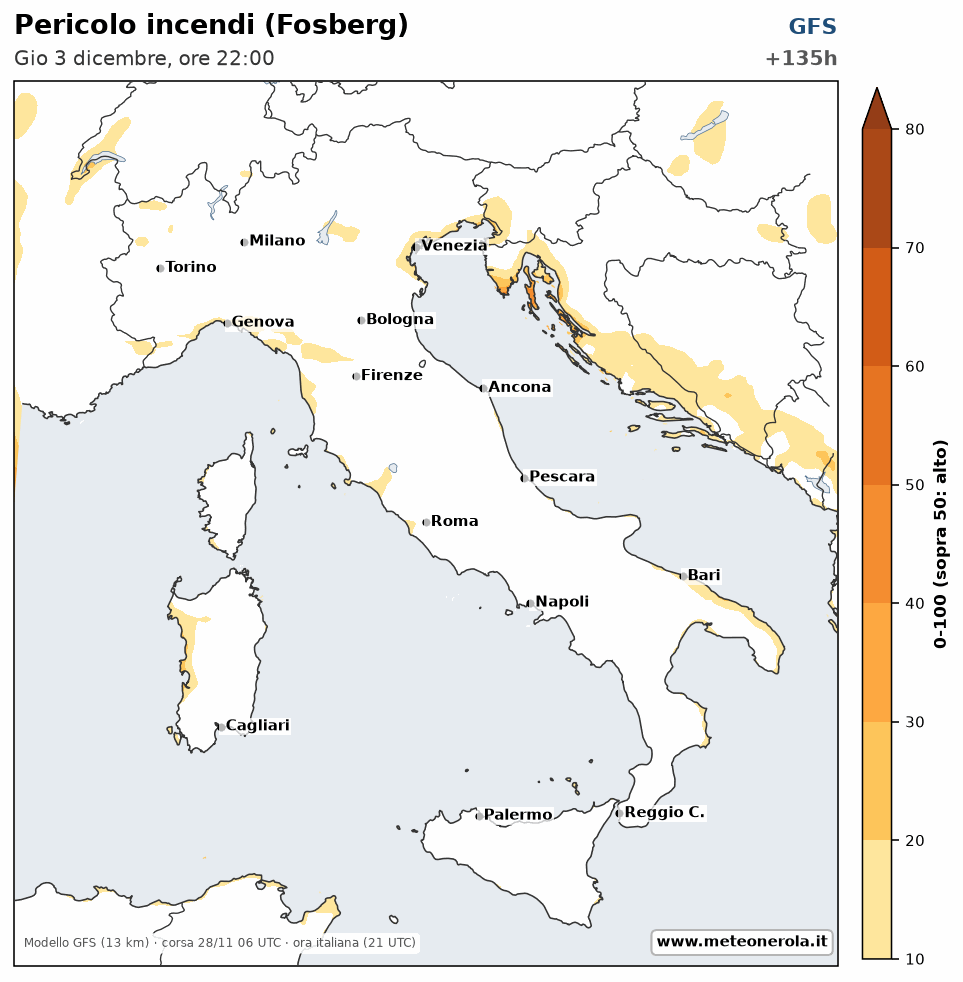 Pericolo incendi (Fosberg)
GFS
Gio 3 dicembre, ore 22:00
+135h
Milano
Venezia
Torino
Genova
Bologna
Firenze
Ancona
Pescara
Roma
Bari
Napoli
Cagliari
Palermo
Reggio C.
80
70
60
50
40
30
20
10
0-100 (sopra 50: alto)
Modello GFS (13 km) · corsa 28/11 06 UTC · ora italiana (21 UTC)
www.meteonerola.it